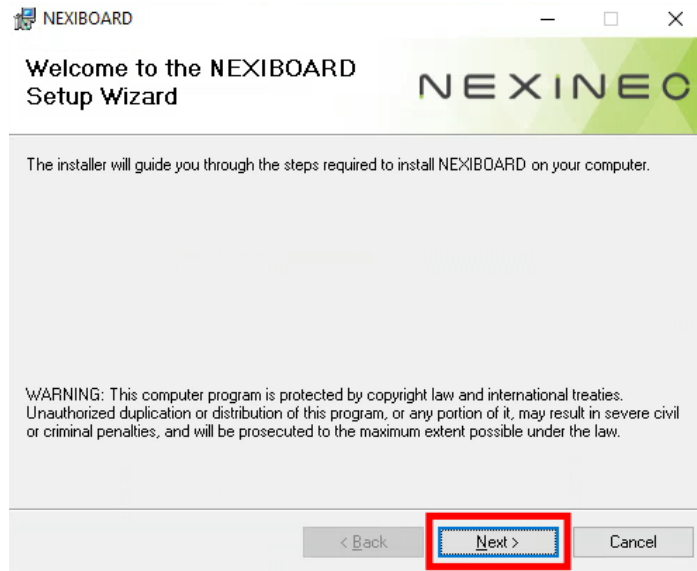 NEXIBOARD
Welcome to the NEXIBOARD
Setup Wizard
NEXINEO
The installer will guide you through the steps required to install NEXIBOARD on your computer.
WARNING: This computer program is protected by copyright law and international treaties.
Unauthorized duplication or distribution of this program, or any portion of it, may result in severe civil
or criminal penalties, and will be prosecuted to the maximum extent possible under the law.
< Back
Next >
Cancel